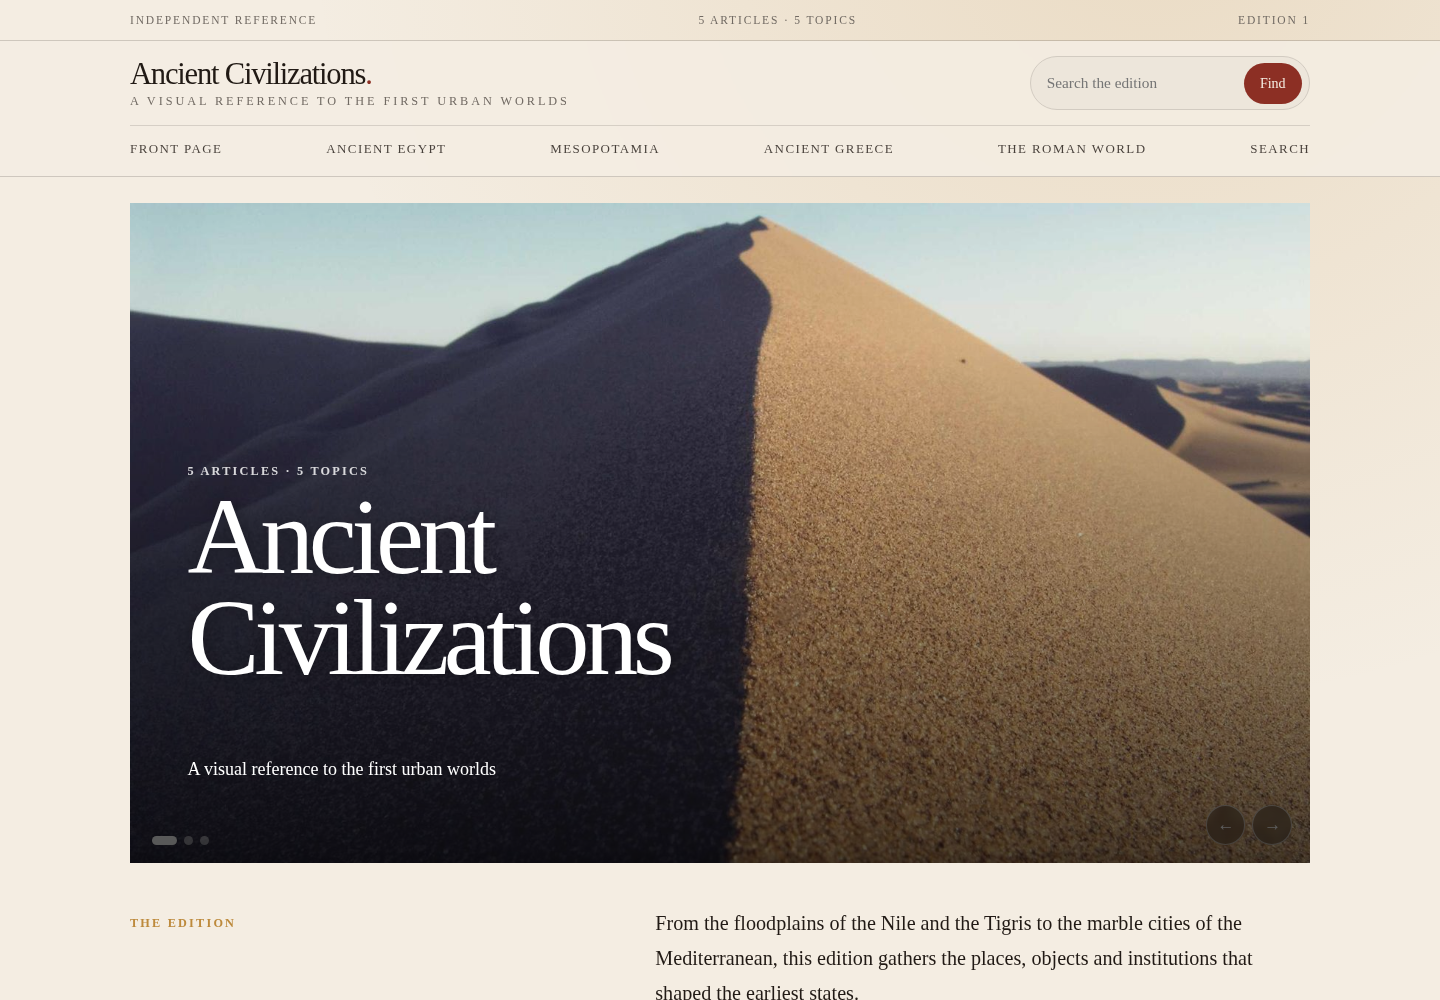 INDEPENDENT REFERENCE
5 ARTICLES · 5 TOPICS
EDITION 1
Ancient Civilizations.
A VISUAL REFERENCE TO THE FIRST URBAN WORLDS
Search the edition
Find
FRONT PAGE
ANCIENT EGYPT
MESOPOTAMIA
ANCIENT GREECE
THE ROMAN WORLD
SEARCH
5 ARTICLES · 5 TOPICS
Ancient
Civilizations
A visual reference to the first urban worlds
← →
THE EDITION
From the floodplains of the Nile and the Tigris to the marble cities of the
Mediterranean, this edition gathers the places, objects and institutions that
shaped the earliest states.